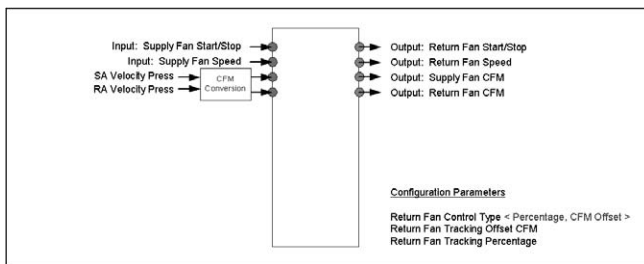 Input: Supply Fan Start/Stop
Input: Supply Fan Speed
SA Velocity Press
RA Velocity Press
CFM
Conversion
Output: Return Fan Start/Stop
Output: Return Fan Speed
Output: Supply Fan CFM
Output: Return Fan CFM
Configuration Parameters
Return Fan Control Type < Percentage, CFM Offset >
Return Fan Tracking Offset CFM
Return Fan Tracking Percentage